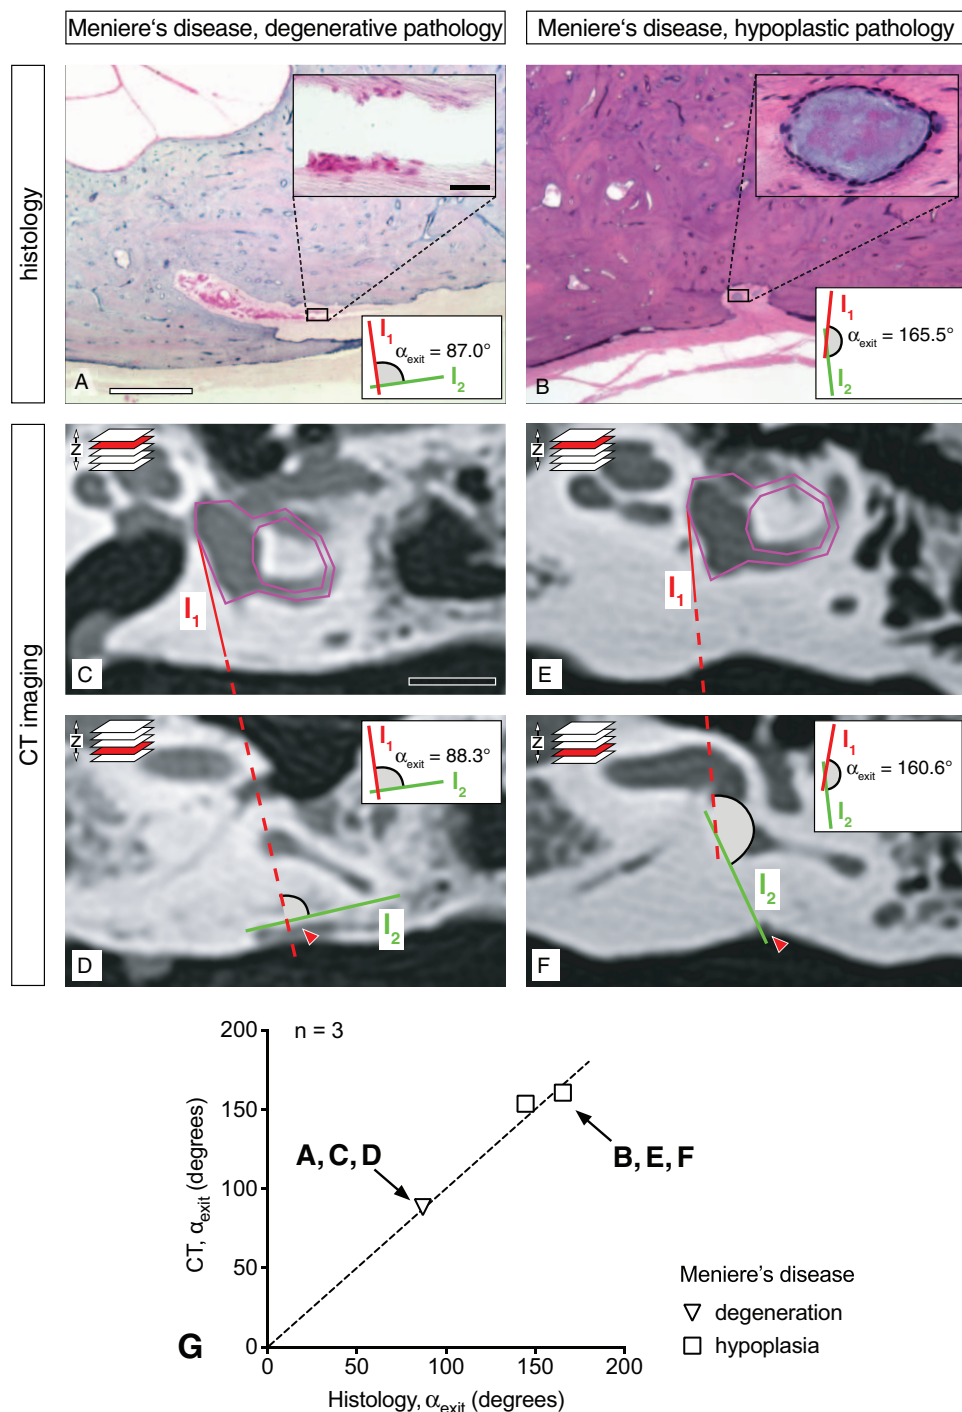 Meniere‘s disease, degenerative pathology
Meniere‘s disease, hypoplastic pathology
histology
A
l1
αexit = 87.0°
l2
B
l1
αexit = 165.5°
l2
CT imaging
z
l1
C
z
l1
E
z
l1
αexit = 88.3°
l2
l2
D
z
l1
αexit = 160.6°
l2
l2
F
G
n = 3
CT, αexit (degrees)
200
150
100
50
0
A, C, D
B, E, F
0 50 100 150 200
Histology, αexit (degrees)
Meniere’s disease
degeneration
hypoplasia